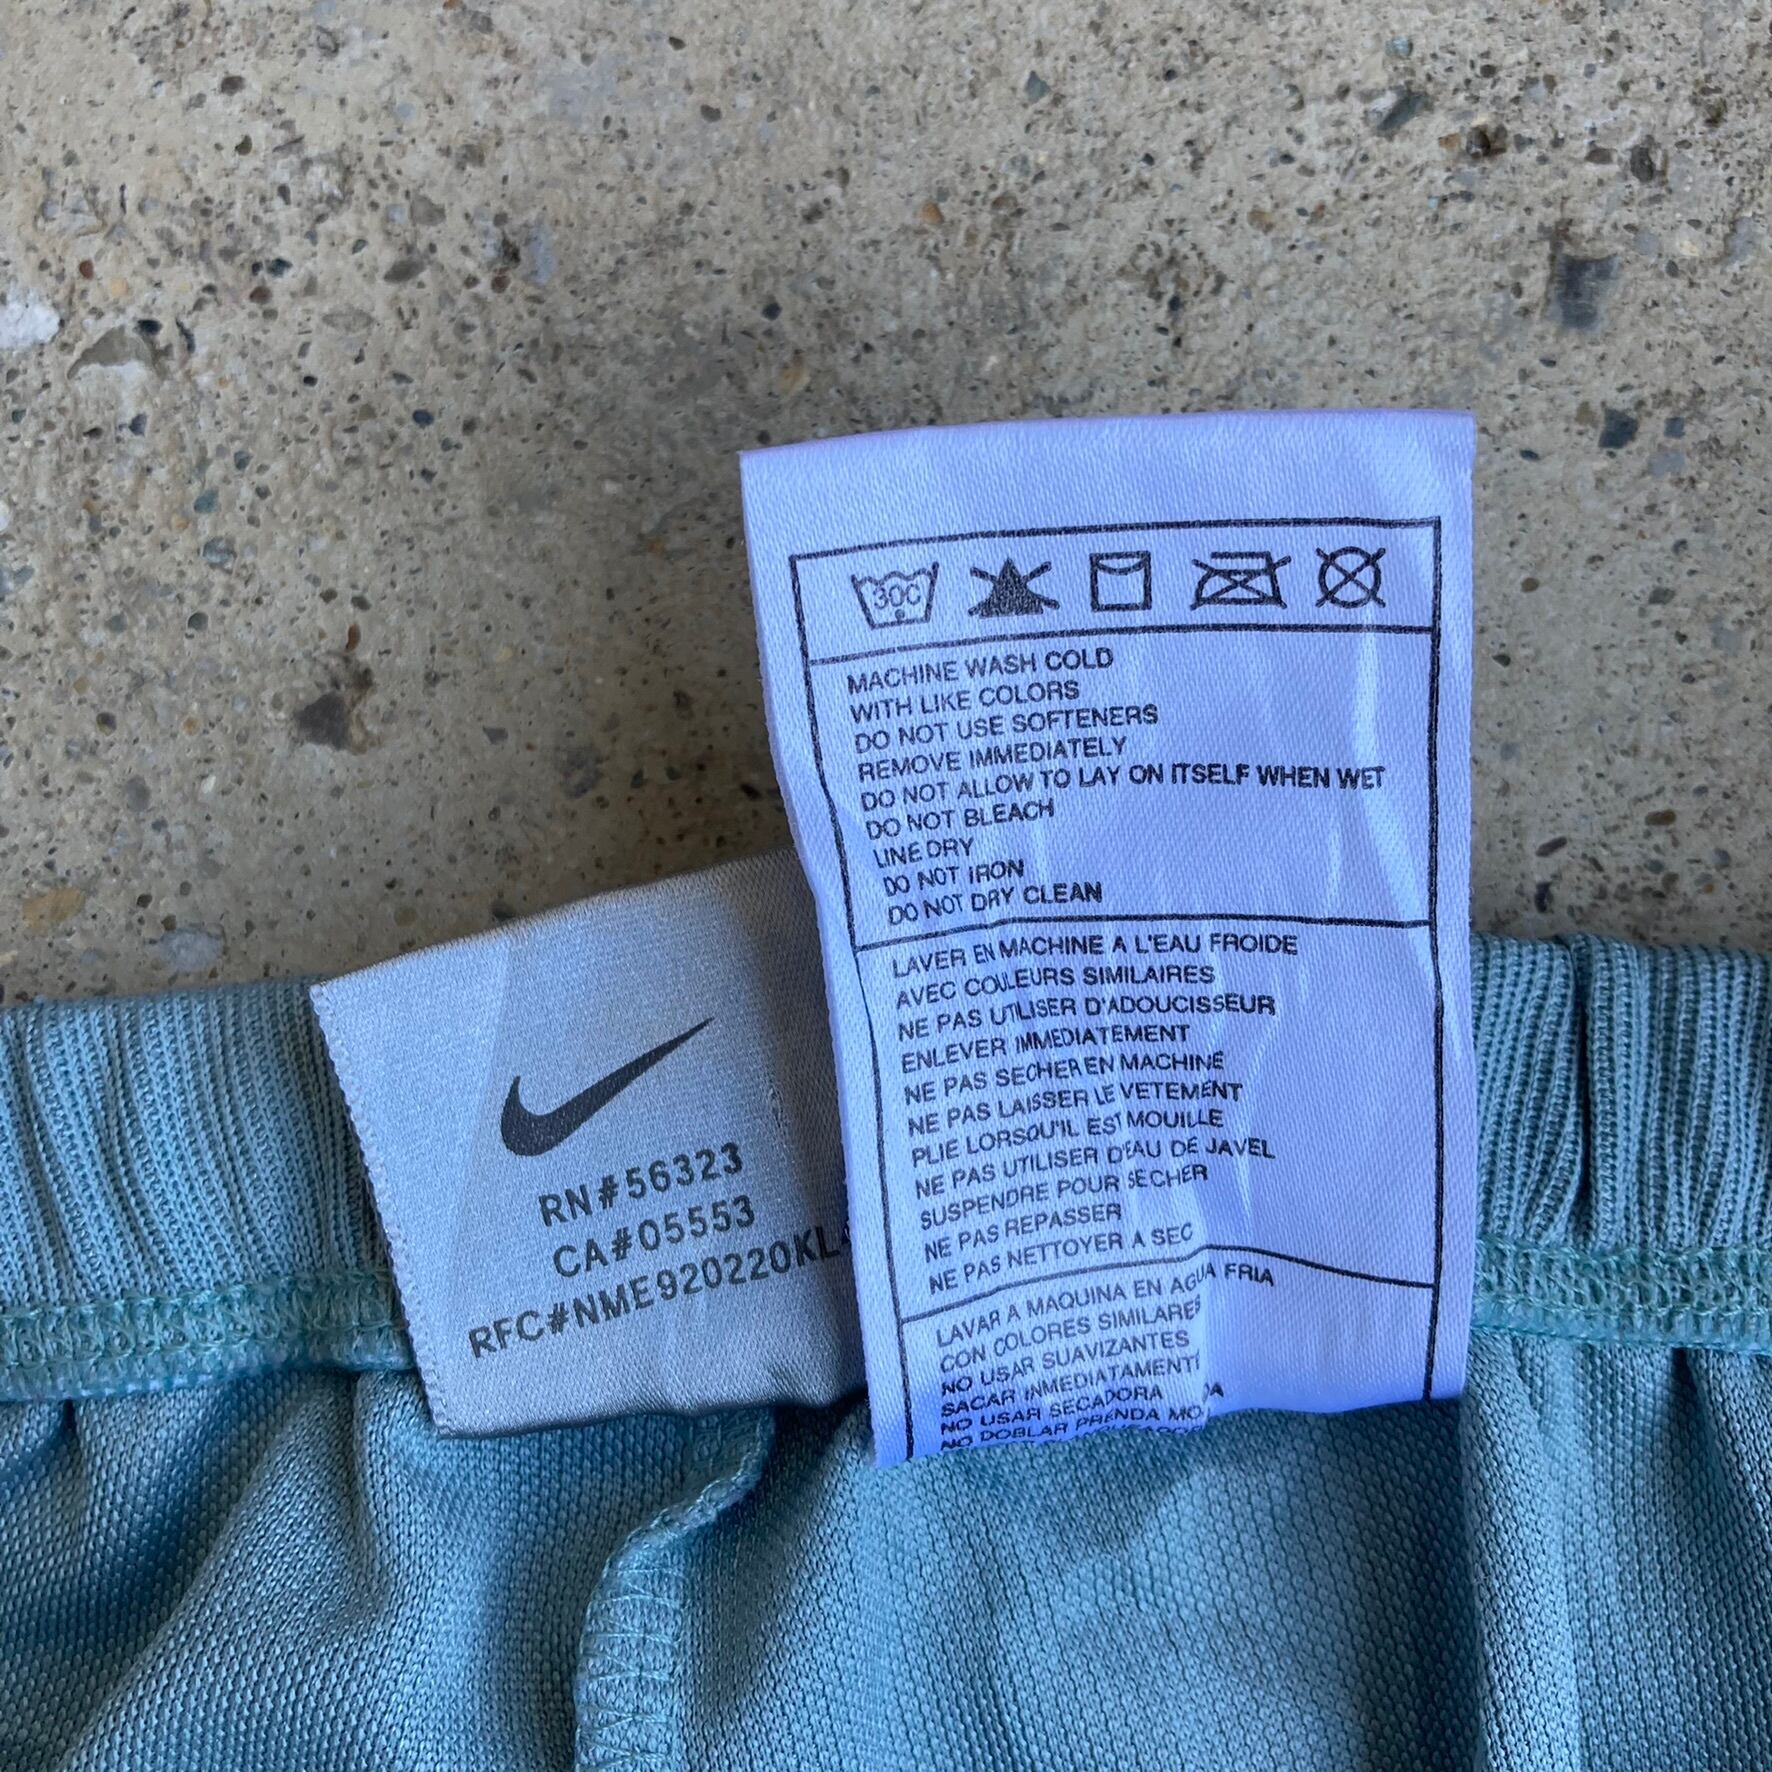 30C
MACHINE WASH COLD
WITH LIKE COLORS
DO NOT USE SOFTENERS
REMOVE IMMEDIATELY
DO NOT ALLOW TO LAY ON ITSELF WHEN WET
DO NOT BLEACH
LINE DRY
DO NOT IRON
DO NOT DRY CLEAN
LAVER EN MACHINE A L'EAU FROIDE
AVEC COULEURS SIMILAIRES
NE PAS UTILISER D'ADOUCISSEUR
ENLEVER IMMEDIATEMENT
NE PAS SECHER EN MACHINE
NE PAS LAISSER LE VETEMENT
PLIE LORSQU'IL EST MOUILLE
NE PAS UTILISER D'EAU DE JAVEL
SUSPENDRE POUR SECHER
NE PAS REPASSER
NE PAS NETTOYER A SEC
LAVAR A MAQUINA EN AGUA FRIA
CON COLORES SIMILARES
NO USAR SUAVIZANTES
SACAR INMEDIATAMENT
NO USAR SECADORA
NO DOBLAR PRENDA MO
RN#56323
CA#05553
RFC#NME920220KL